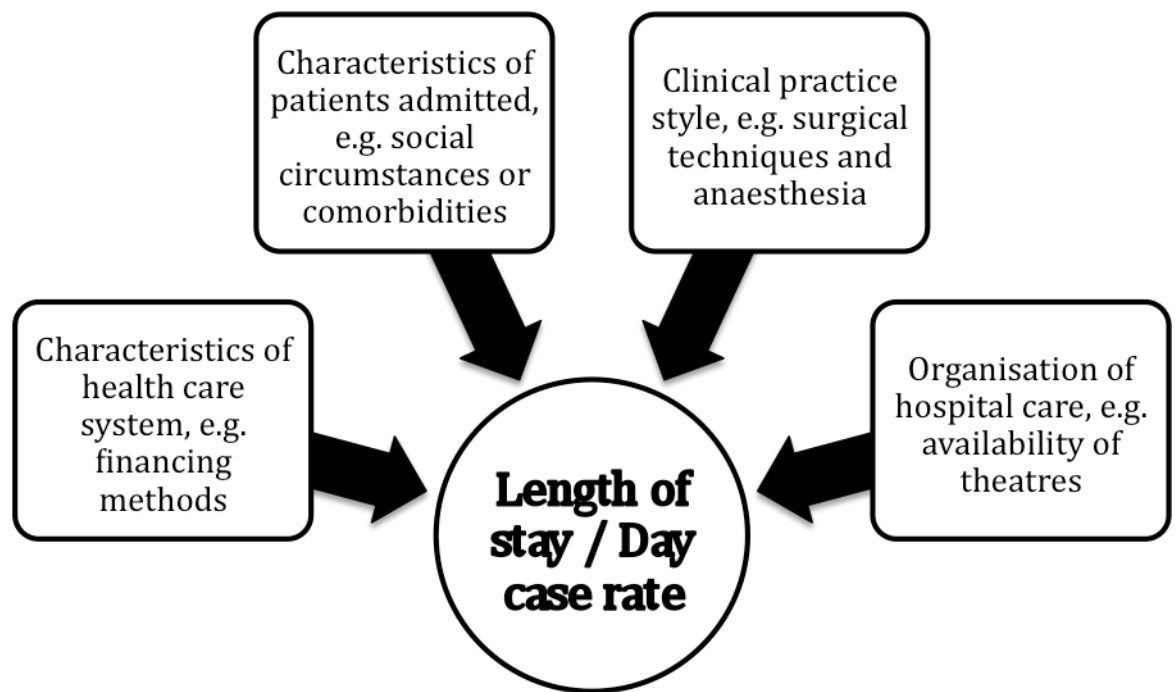 Characteristics of
patients admitted,
e.g. social
circumstances or
comorbidities
Clinical practice
style, e.g. surgical
techniques and
anaesthesia
Characteristics of
health care
system, e.g.
financing
methods
Organisation of
hospital care, e.g.
availability of
theatres
Length of
stay / Day
case rate